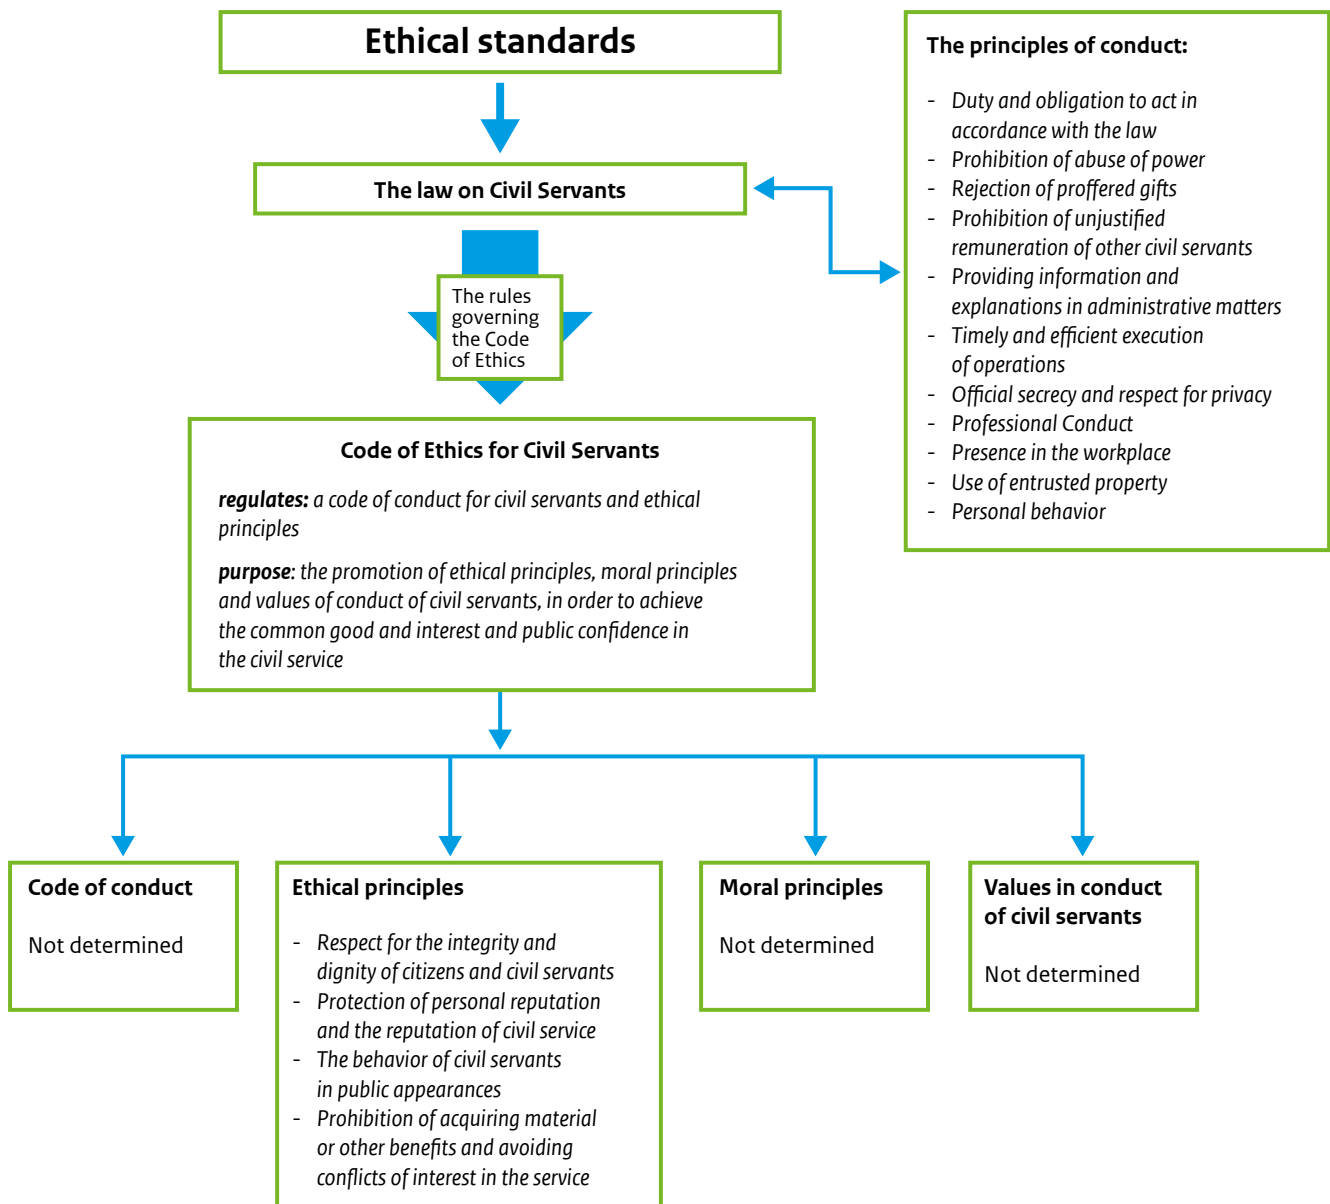 Ethical standards
The law on Civil Servants
The rules
governing
the Code
of Ethics
Code of Ethics for Civil Servants
regulates: a code of conduct for civil servants and ethical
principles
purpose: the promotion of ethical principles, moral principles
and values of conduct of civil servants, in order to achieve
the common good and interest and public confidence in
the civil service
The principles of conduct:
- Duty and obligation to act in
accordance with the law
- Prohibition of abuse of power
- Rejection of proffered gifts
- Prohibition of unjustified
remuneration of other civil servants
- Providing information and
explanations in administrative matters
- Timely and efficient execution
of operations
- Official secrecy and respect for privacy
- Professional Conduct
- Presence in the workplace
- Use of entrusted property
- Personal behavior
Code of conduct
Not determined
Ethical principles
- Respect for the integrity and
dignity of citizens and civil servants
- Protection of personal reputation
and the reputation of civil service
- The behavior of civil servants
in public appearances
- Prohibition of acquiring material
or other benefits and avoiding
conflicts of interest in the service
Moral principles
Not determined
Values in conduct
of civil servants
Not determined